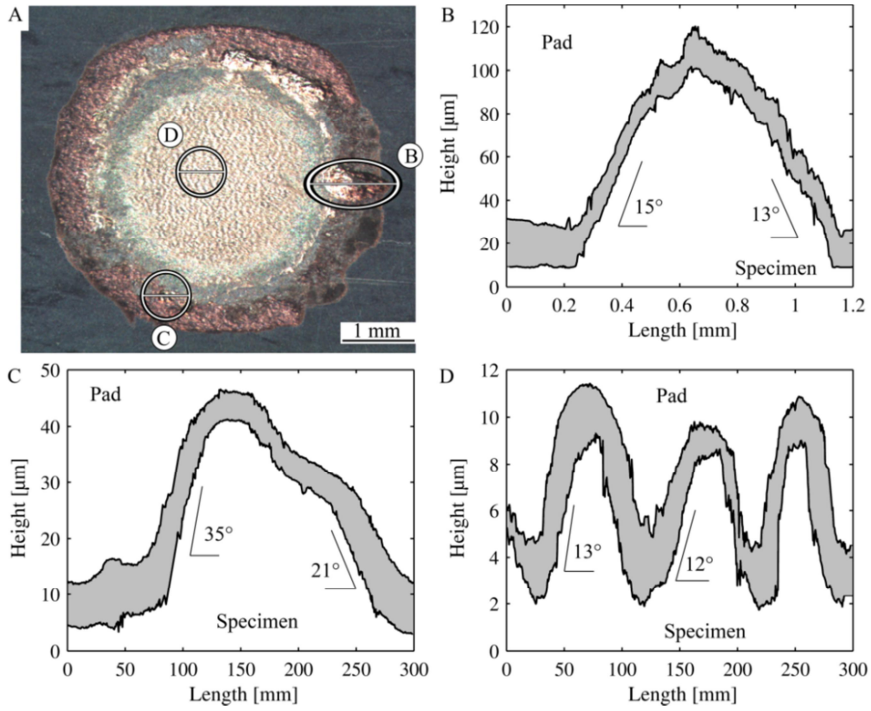 A
D
B
C
1 mm
B
Height [µm]
120
100
80
60
40
20
0
Pad
15°
13°
Specimen
0 0.2 0.4 0.6 0.8 1 1.2
Length [mm]
C
Height [µm]
50
40
30
20
10
0
Pad
35°
21°
Specimen
0 50 100 150 200 250 300
Length [mm]
D
Height [µm]
12
10
8
6
4
2
0
Pad
13°
12°
Specimen
0 50 100 150 200 250 300
Length [mm]